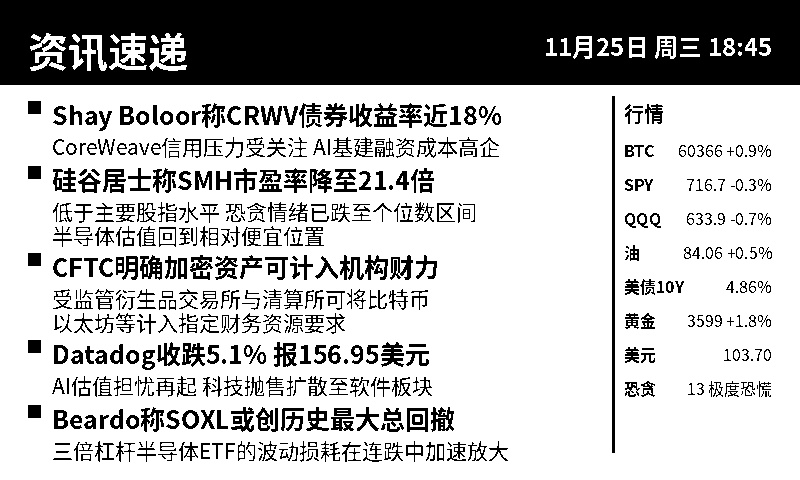 资讯速递
11月25日 周三 18:45
Shay Boloor称CRWV债券收益率近18%
CoreWeave信用压力受关注 AI基建融资成本高企
硅谷居士称SMH市盈率降至21.4倍
低于主要股指水平 恐贪情绪已跌至个位数区间
半导体估值回到相对便宜位置
CFTC明确加密资产可计入机构财力
受监管衍生品交易所与清算所可将比特币
以太坊等计入指定财务资源要求
Datadog收跌5.1% 报156.95美元
AI估值担忧再起 科技抛售扩散至软件板块
Beardo称SOXL或创历史最大总回撤
三倍杠杆半导体ETF的波动损耗在连跌中加速放大
行情
BTC 60366 +0.9%
SPY 716.7 -0.3%
QQQ 633.9 -0.7%
油 84.06 +0.5%
美债10Y 4.86%
黄金 3599 +1.8%
美元 103.70
恐贪 13 极度恐慌